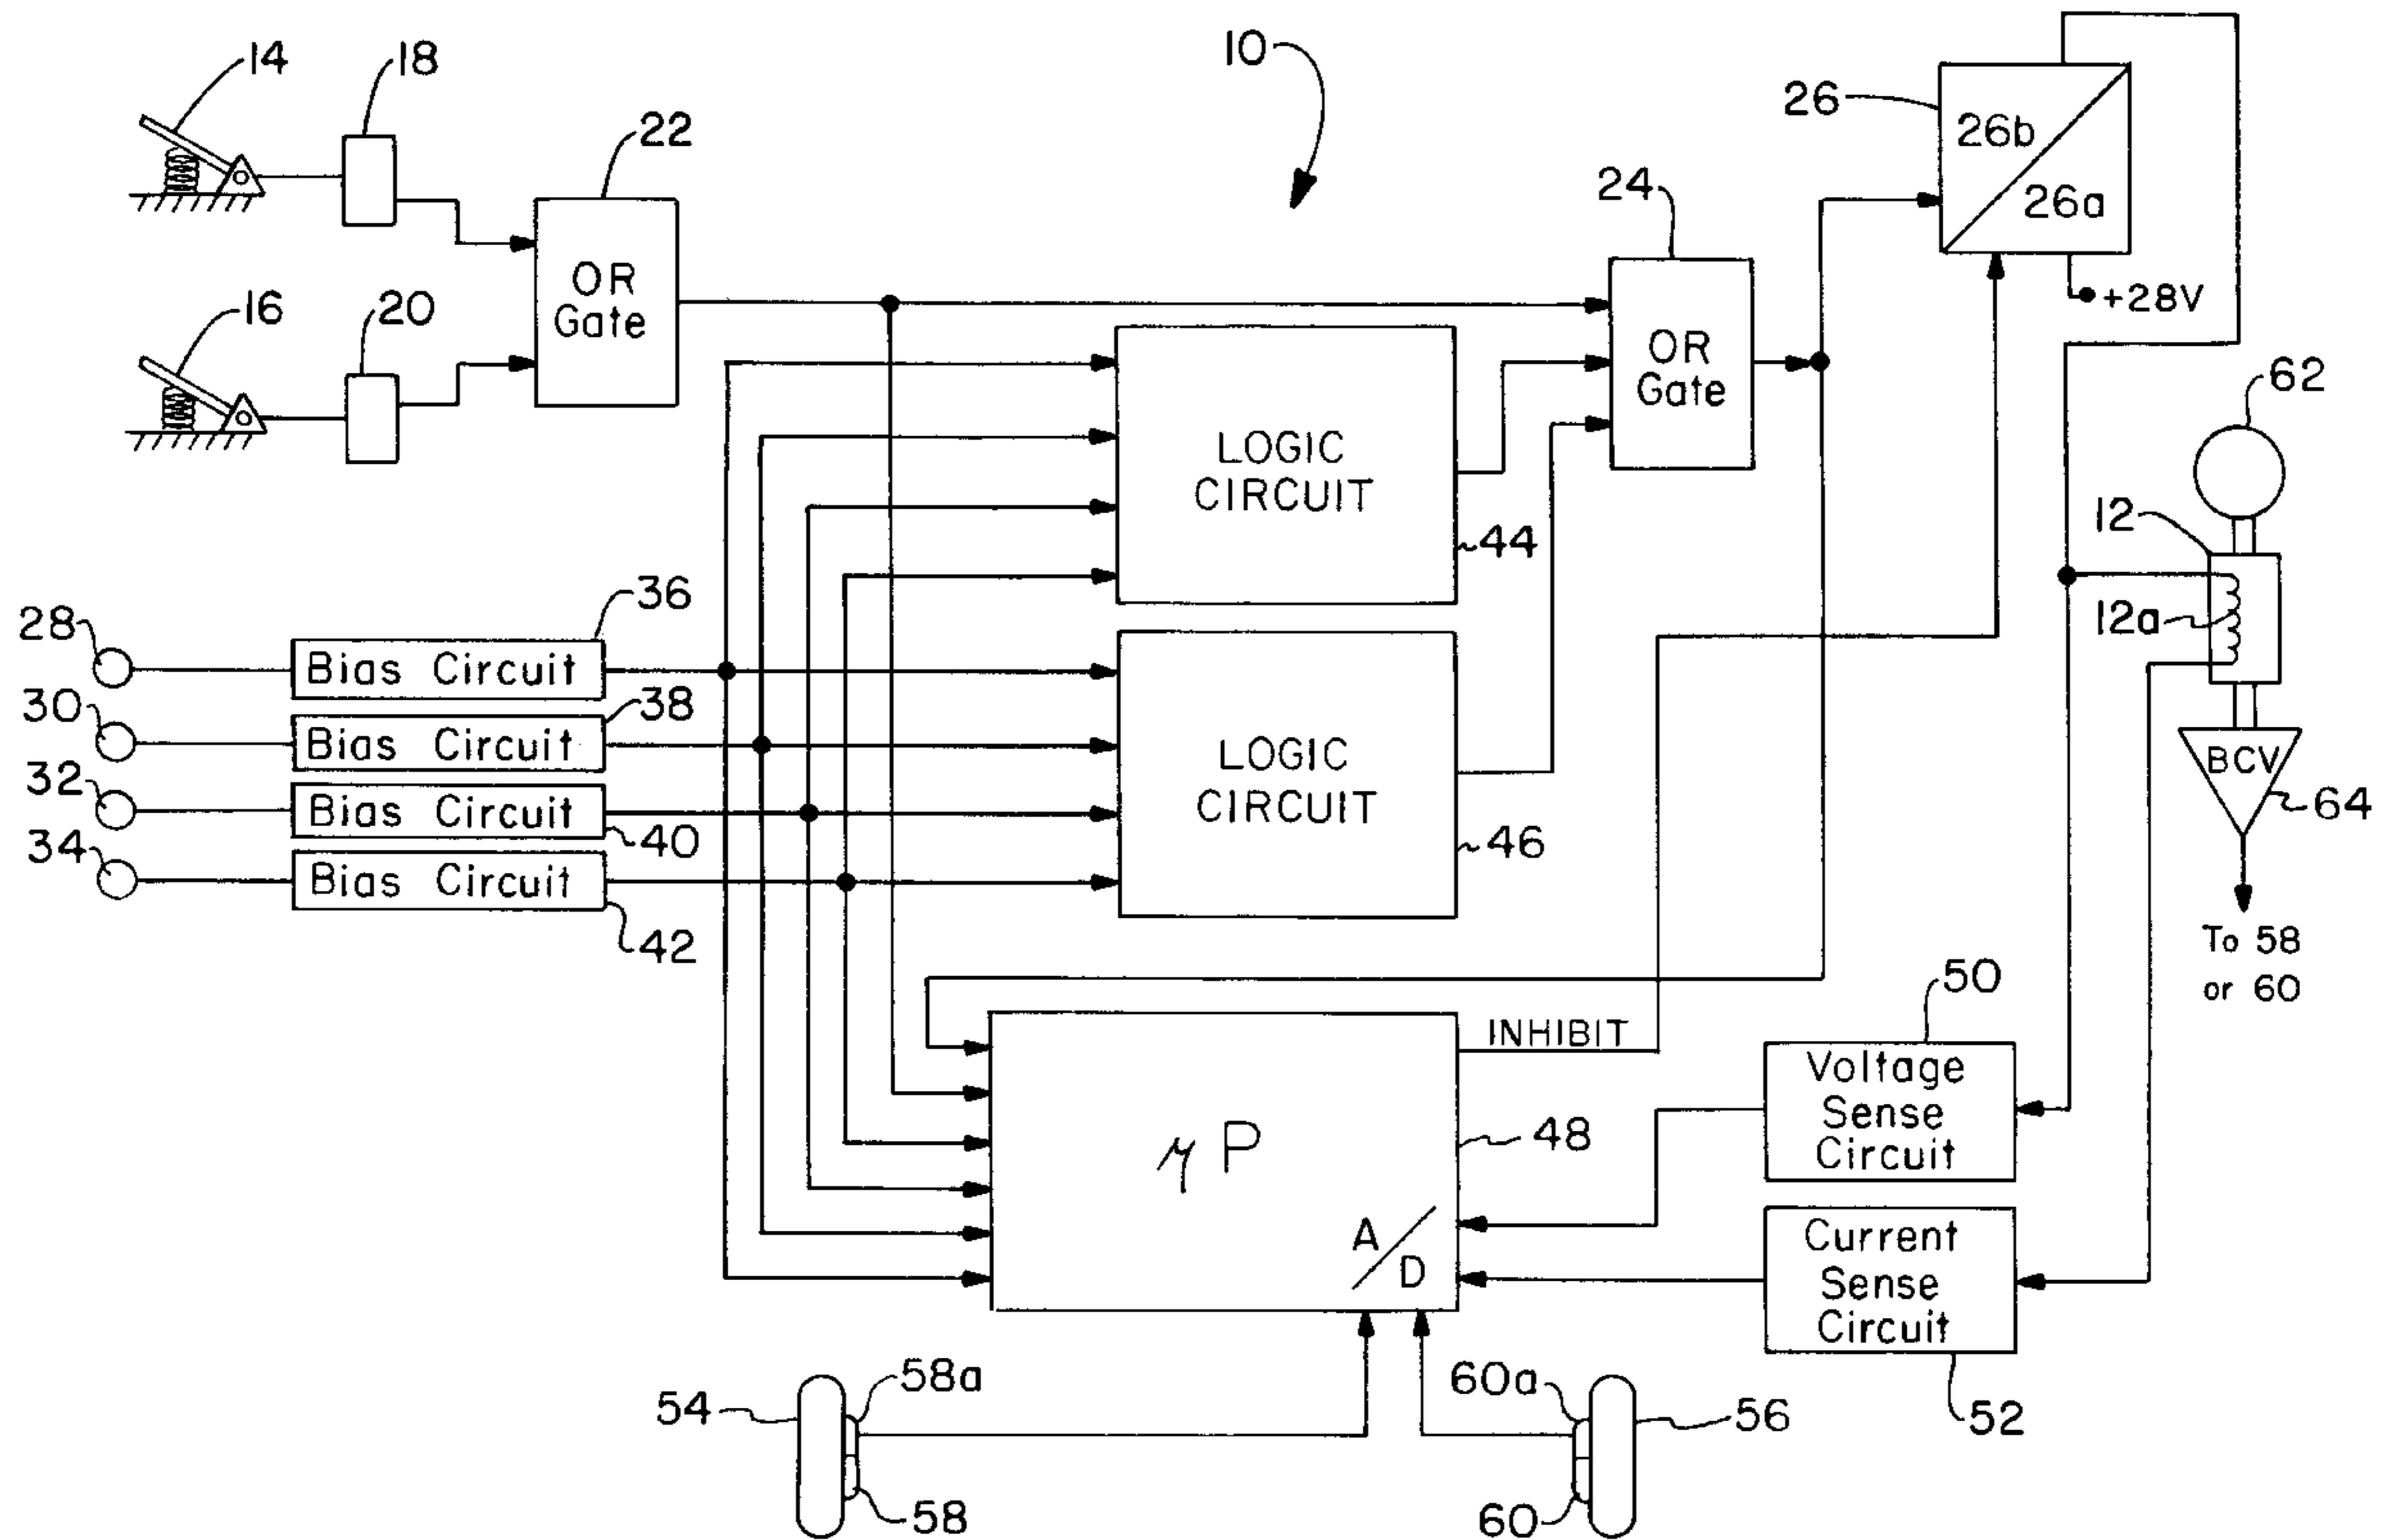 10
14
18
22
26
26b
26a
+28V
24
OR
Gate
16
20
OR
Gate
62
LOGIC
CIRCUIT
44
12
12a
28
36
Bias Circuit
30
38
Bias Circuit
32
Bias Circuit
40
34
Bias Circuit
42
LOGIC
CIRCUIT
46
BCV
64
To 58
or 60
INHIBIT
50
Voltage
Sense
Circuit
μP
48
A/D
Current
Sense
Circuit
52
54
58a
58
60a
56
60